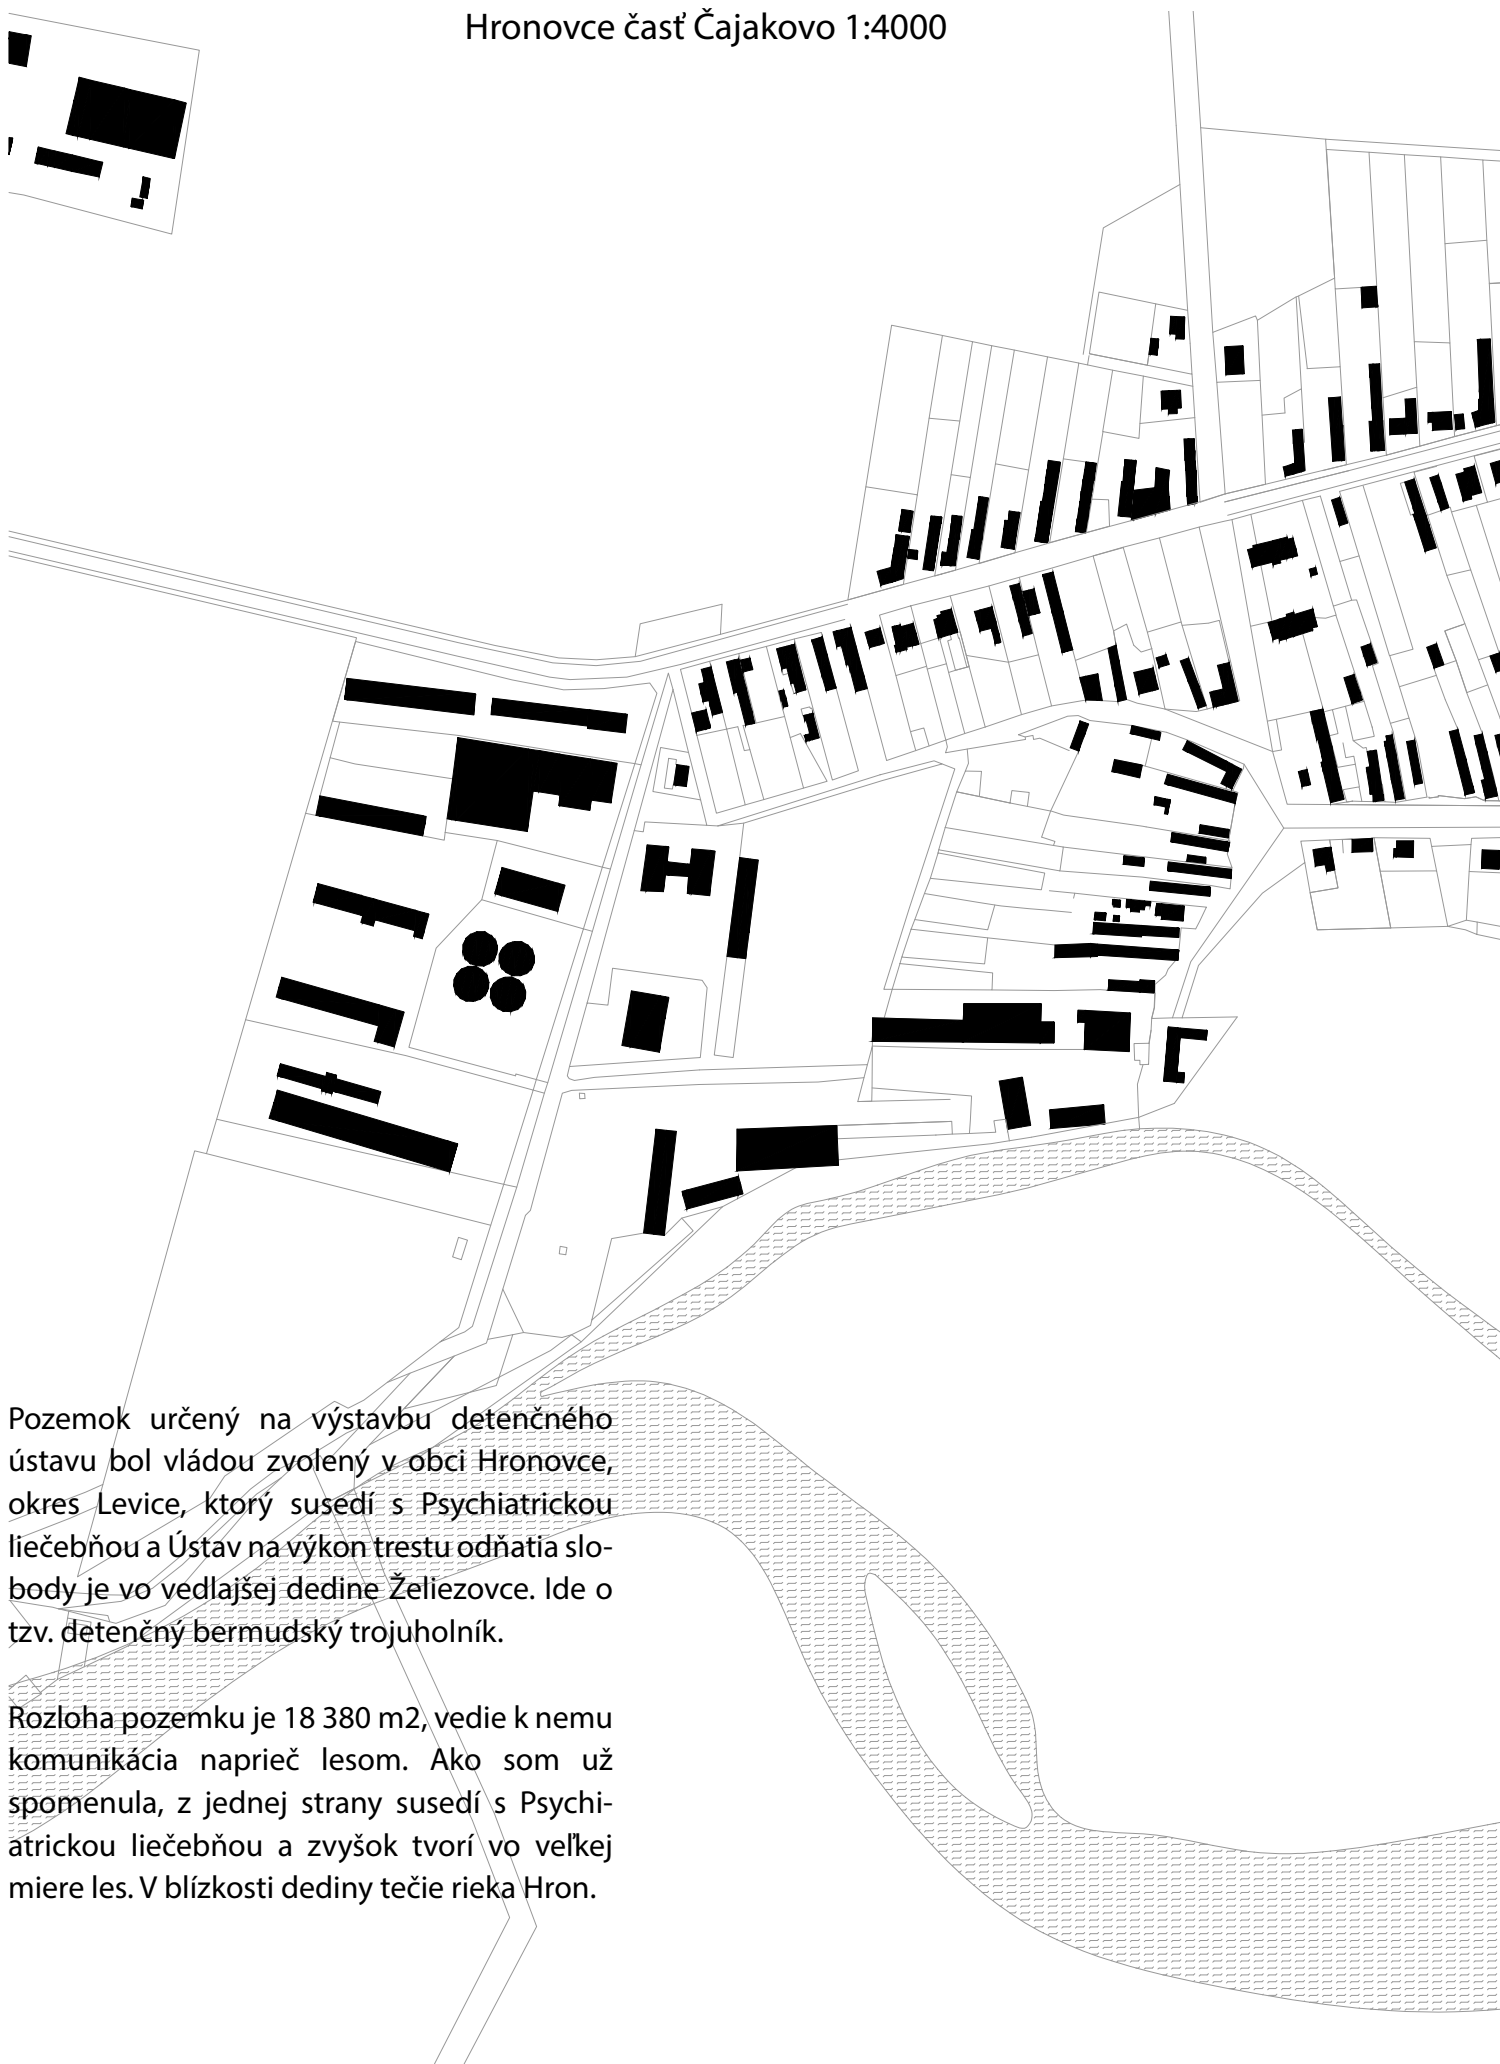 Hronovce časť Čajakovo 1:4000
Pozemok určený na výstavbu detenčného
ústavu bol vládou zvolený v obci Hronovce,
okres Levice, ktorý susedí s Psychiatrickou
liečebňou a Ústav na výkon trestu odňatia slo-
body je vo vedlajšej dedine Želiezovce. Ide o
tzv. detenčný bermudský trojuholník.
Rozloha pozemku je 18 380 m2, vedie k nemu
komunikácia naprieč lesom. Ako som už
spomenula, z jednej strany susedí s Psychi-
atrickou liečebňou a zvyšok tvorí vo veľkej
miere les. V blízkosti dediny tečie rieka Hron.